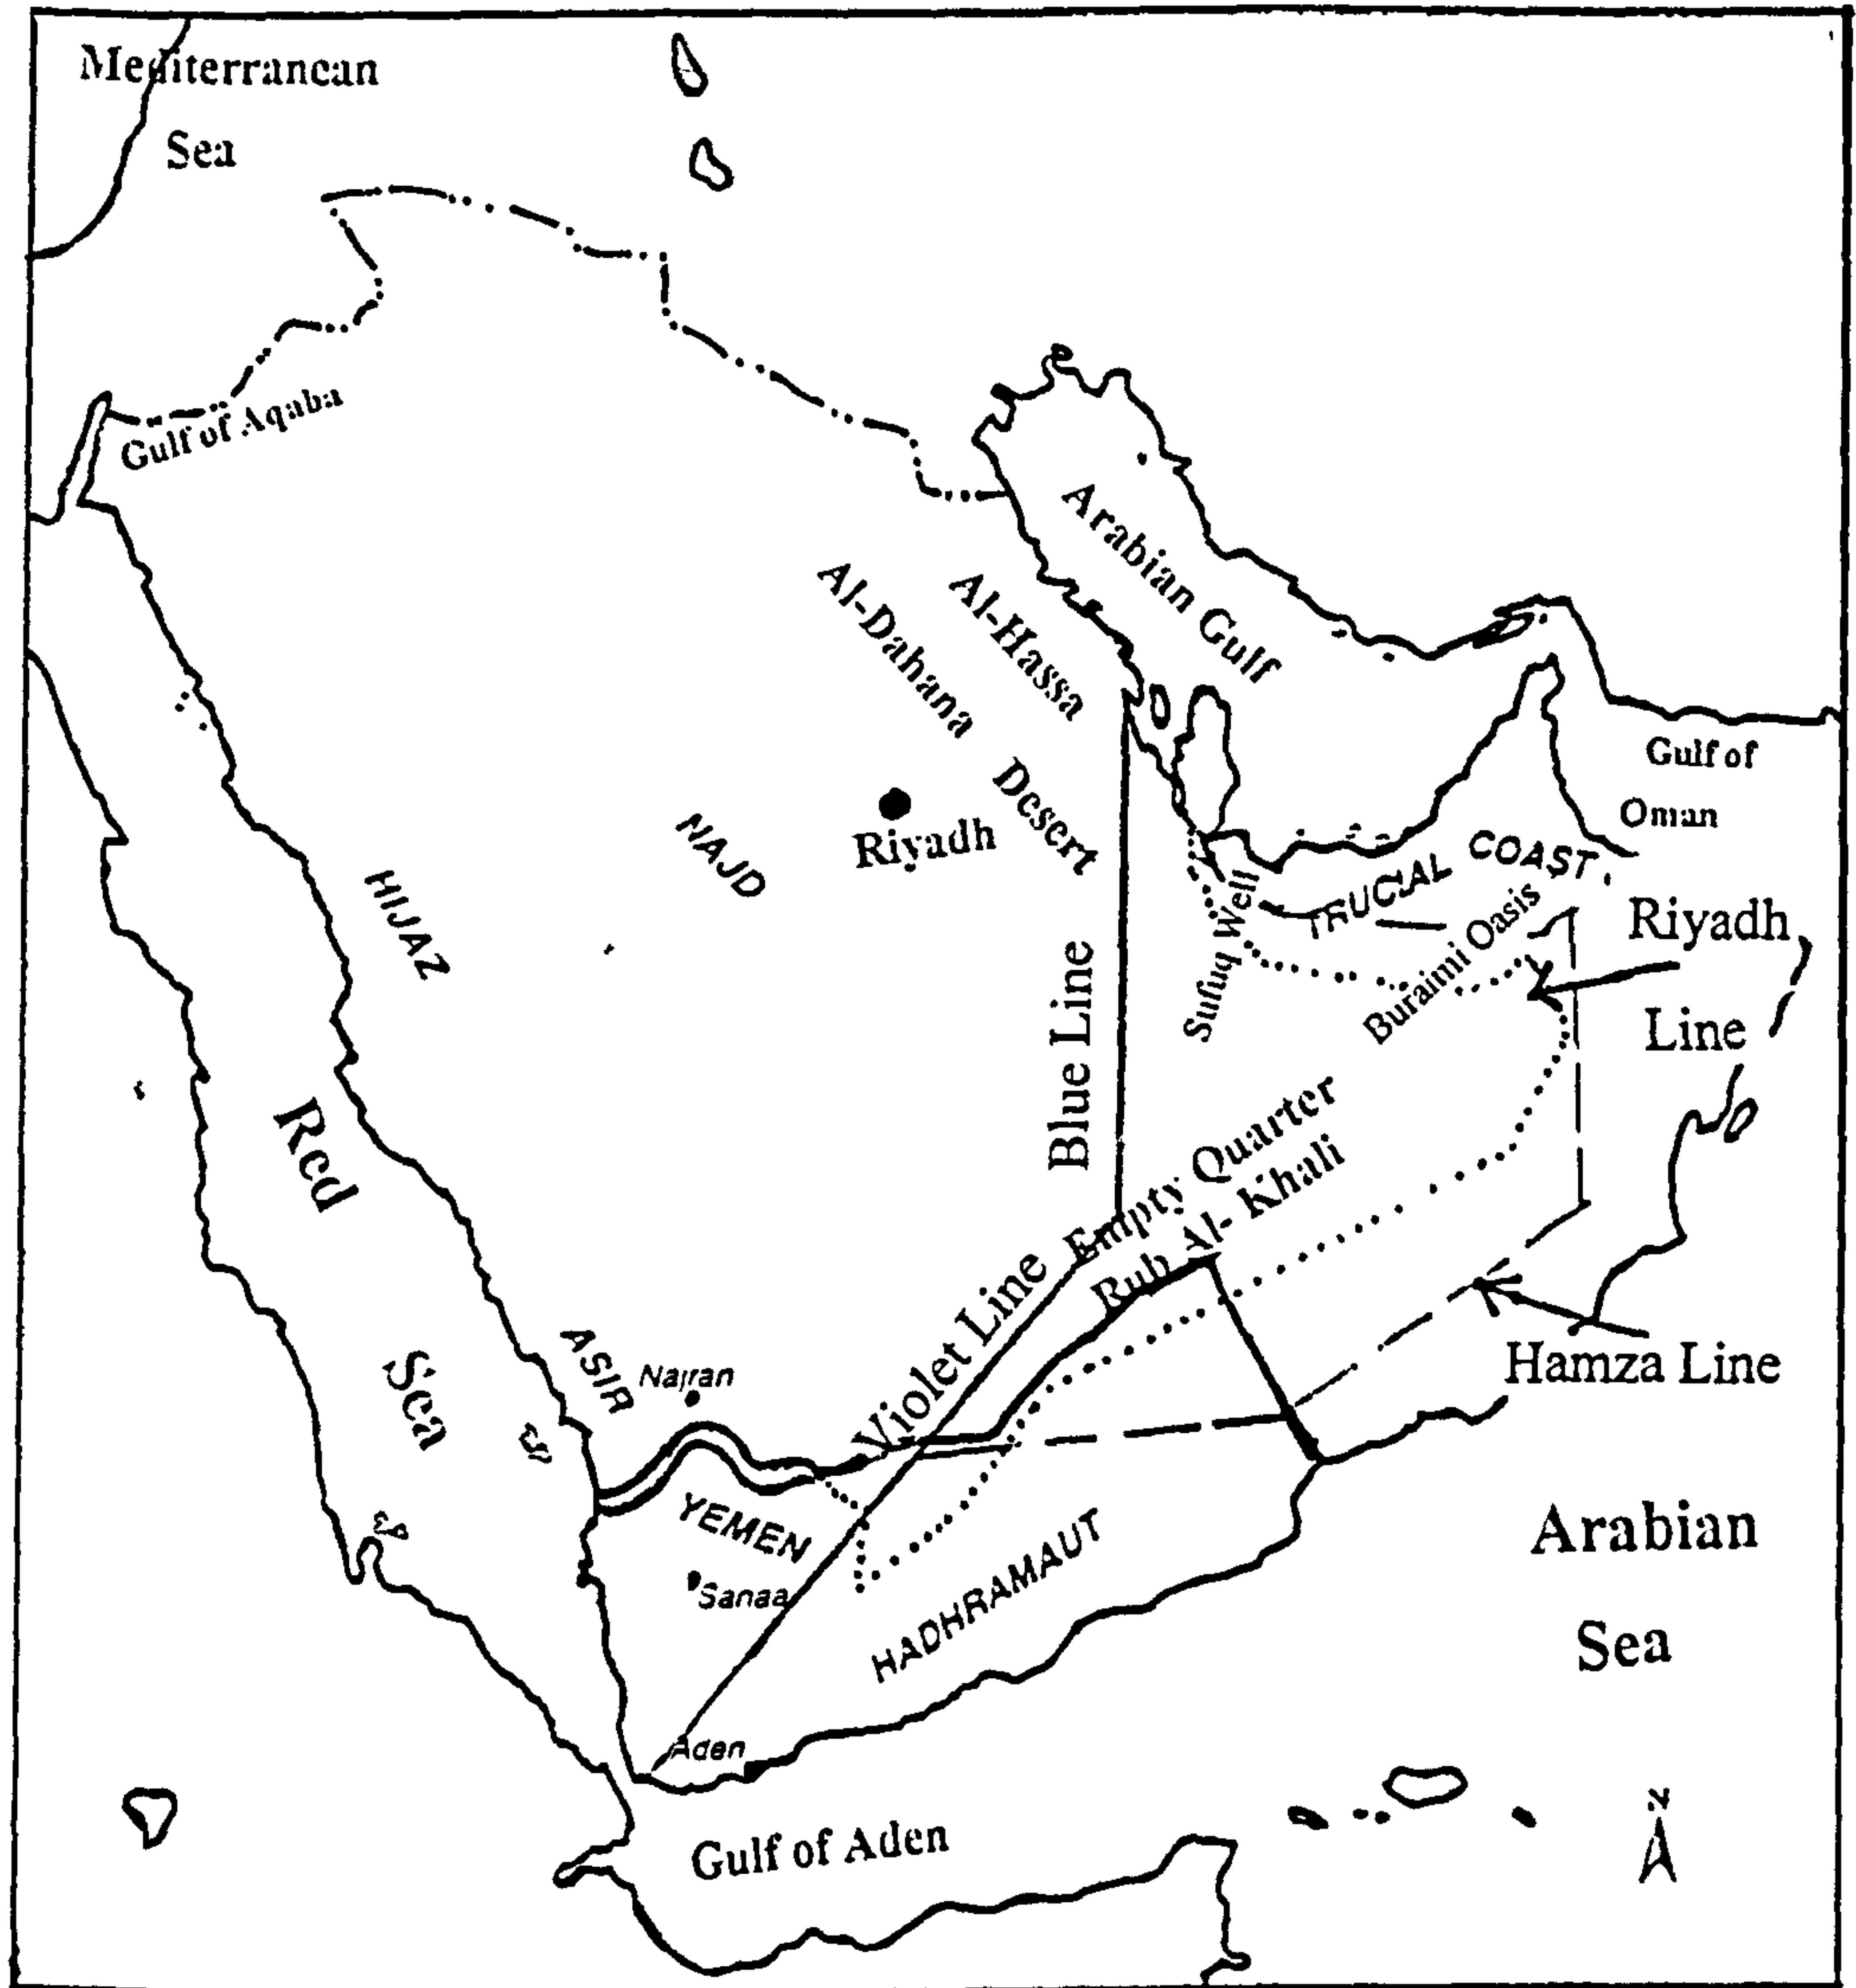 Mediterranean
Sea
Gulf of Aqaba
Arabian Gulf
Al-Hassa
Al-Dahana
Desert
Gulf of
Oman
NAJD
Riyadh
HIJAZ
TRUCIAL COAST
Buraimi Oasis
Riyadh
Line
Sufuq Well
Blue Line
Red
Sea
Empty Quarter
Rub Al- Khali
Violet Line
Hamza Line
ASIR
Najran
YEMEN
Sanaa
HADHRAMAUT
Arabian
Sea
Aden
Gulf of Aden
N